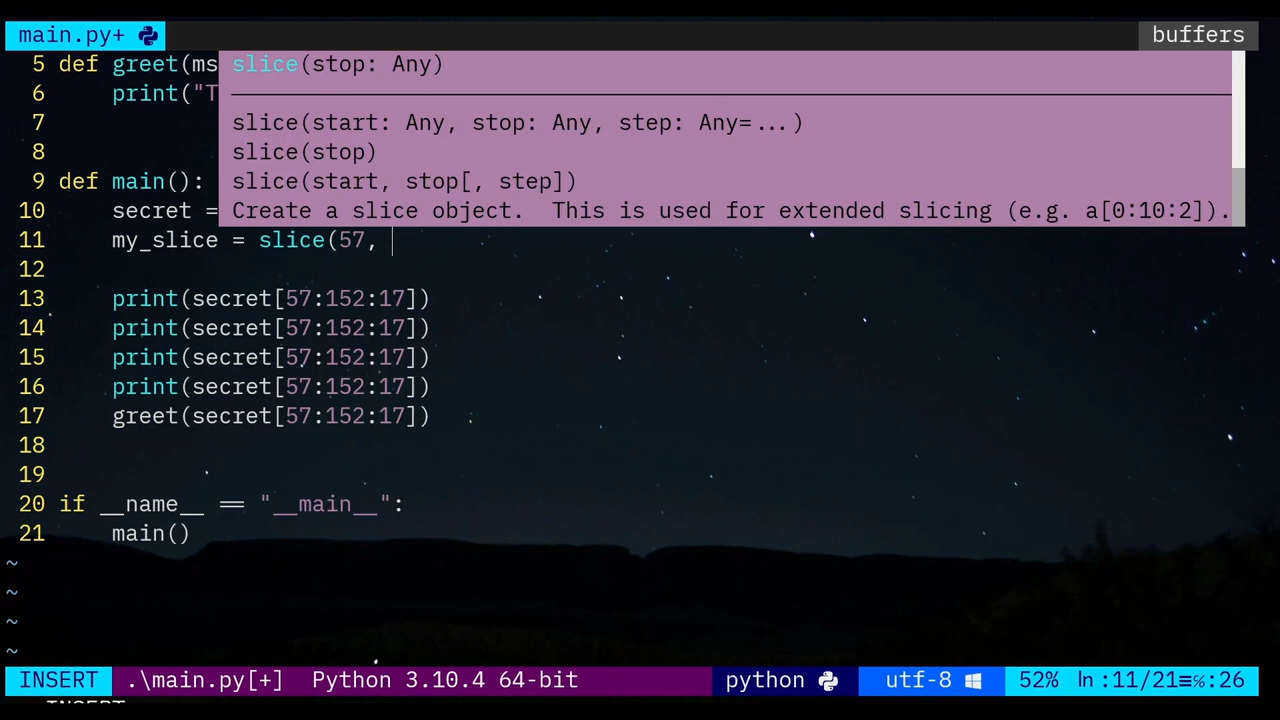 main.py+ buffers
5 def greet(ms slice(stop: Any)
6 print("T
7 slice(start: Any, stop: Any, step: Any=...)
8 slice(stop)
9 def main(): slice(start, stop[, step])
10 secret = Create a slice object.  This is used for extended slicing (e.g. a[0:10:2]).
11 my_slice = slice(57,
12
13 print(secret[57:152:17])
14 print(secret[57:152:17])
15 print(secret[57:152:17])
16 print(secret[57:152:17])
17 greet(secret[57:152:17])
18
19
20 if __name__ == "__main__":
21 main()
~
~
~
~
INSERT .\main.py[+] Python 3.10.4 64-bit python utf-8 52% ln:11/21≡%:26